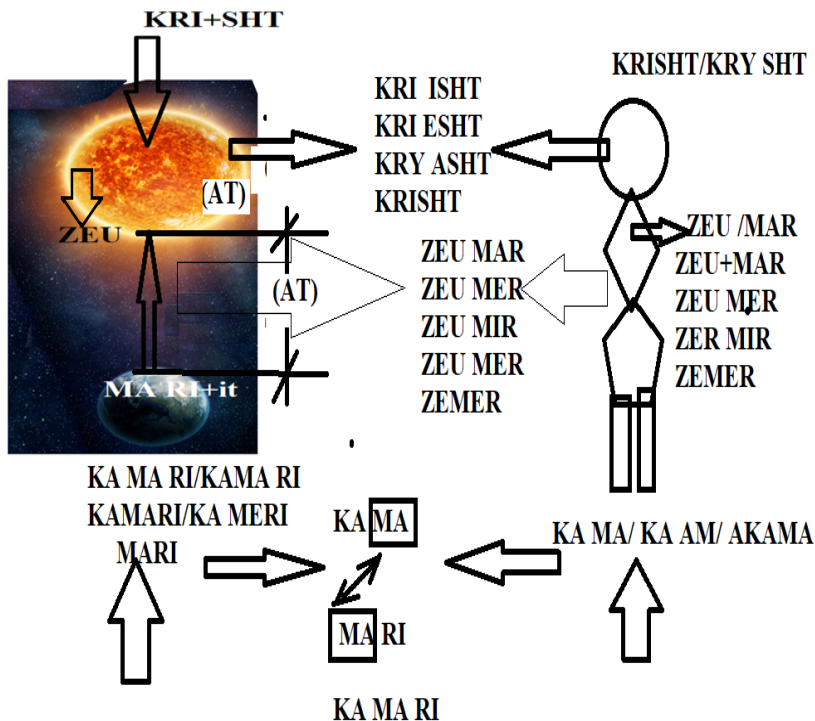 KRI+SHT
KRISHT/KRY SHT
KRI ISHT
KRI ESHT
KRY ASHT
KRISHT
(AT)
ZEU
ZEU /MAR
ZEU+MAR
ZEU MER
ZER MIR
ZEMER
ZEU MAR
ZEU MER
ZEU MIR
ZEU MER
ZEMER
(AT)
MA RI+it
KA MA RI/KAMA RI
KAMARI/KA MERI
MARI
KA MA
MA RI
KA MA RI
KA MA/ KA AM/ AKAMA